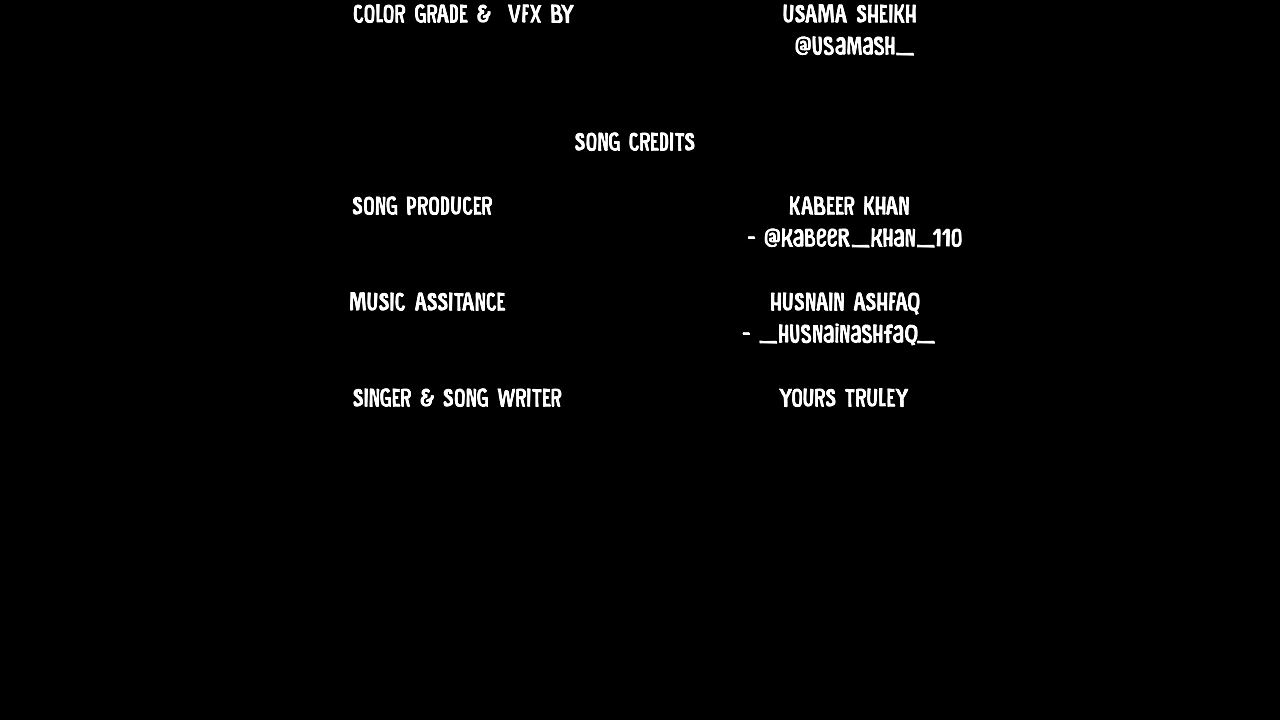 COLOR GRADE & VFX BY USAMA SHEIKH
@USaMaSH_
SONG CREDITS
SONG PRODUCER KABEER KHAN
- @KaBeeR_KHaN_110
MUSIC ASSITANCE HUSNAIN ASHFAQ
- _HUSNaiNaSHfaQ_
SINGER & SONG WRITER YOURS TRULEY